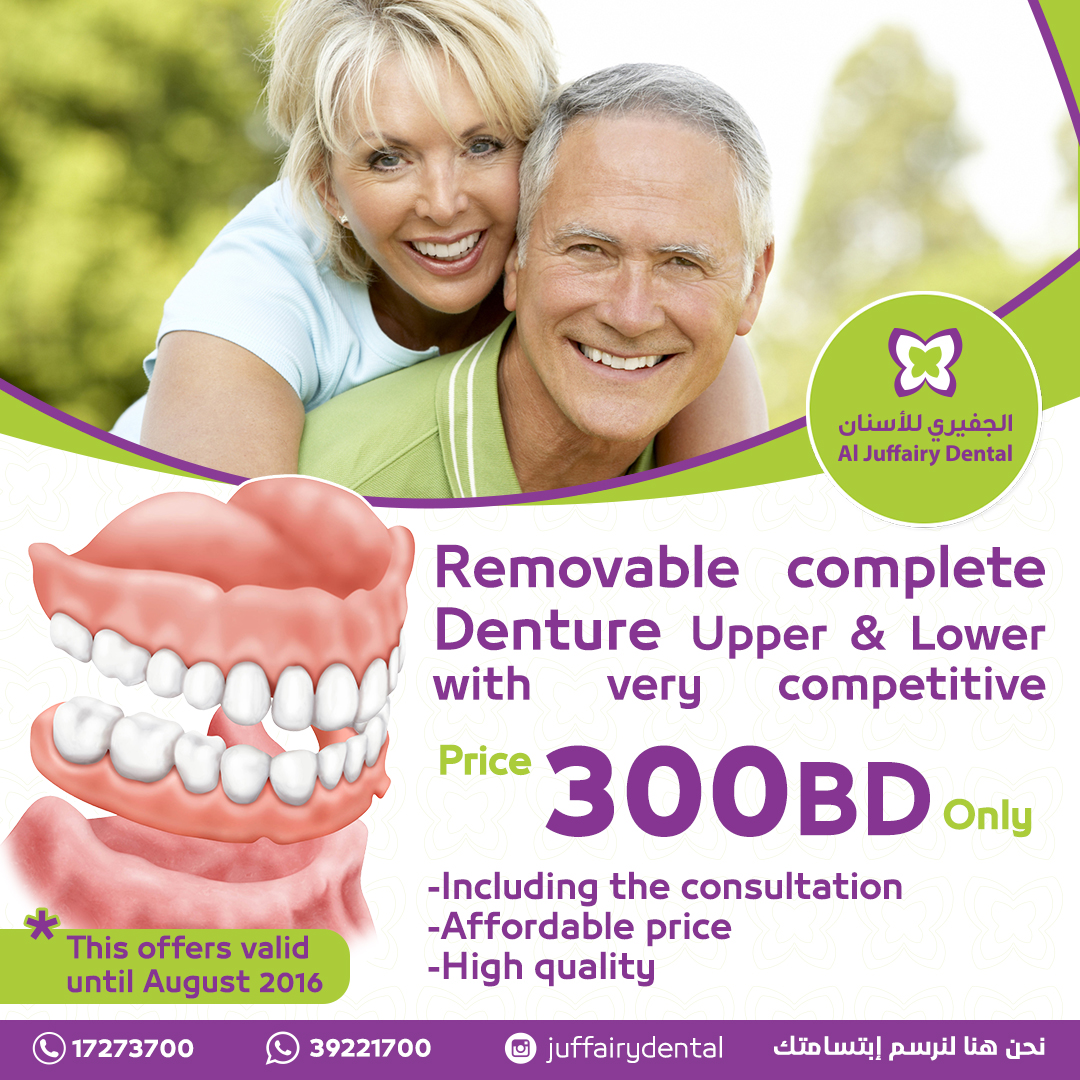 الجفيري للأسنان
Al Juffairy Dental
Removable complete
Denture Upper & Lower
with very competitive
Price 300BD Only
-Including the consultation
-Affordable price
-High quality
* This offers valid
until August 2016
17273700
39221700
juffairydental
نحن هنا لنرسم إبتسامتك